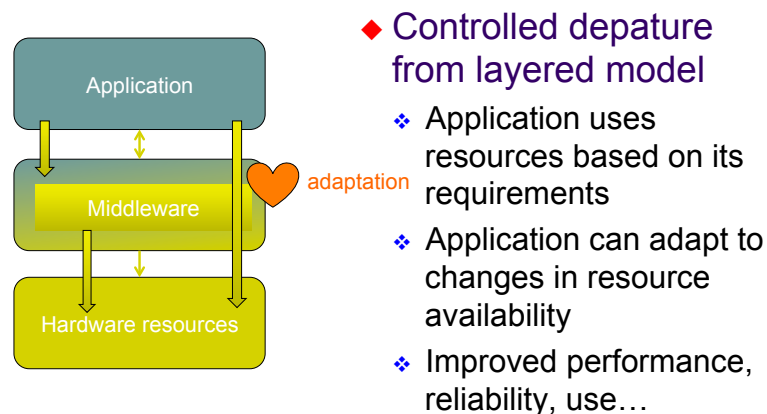 Application
Middleware
Hardware resources
adaptation
Controlled depature
from layered model
Application uses
resources based on its
requirements
Application can adapt to
changes in resource
availability
Improved performance,
reliability, use…